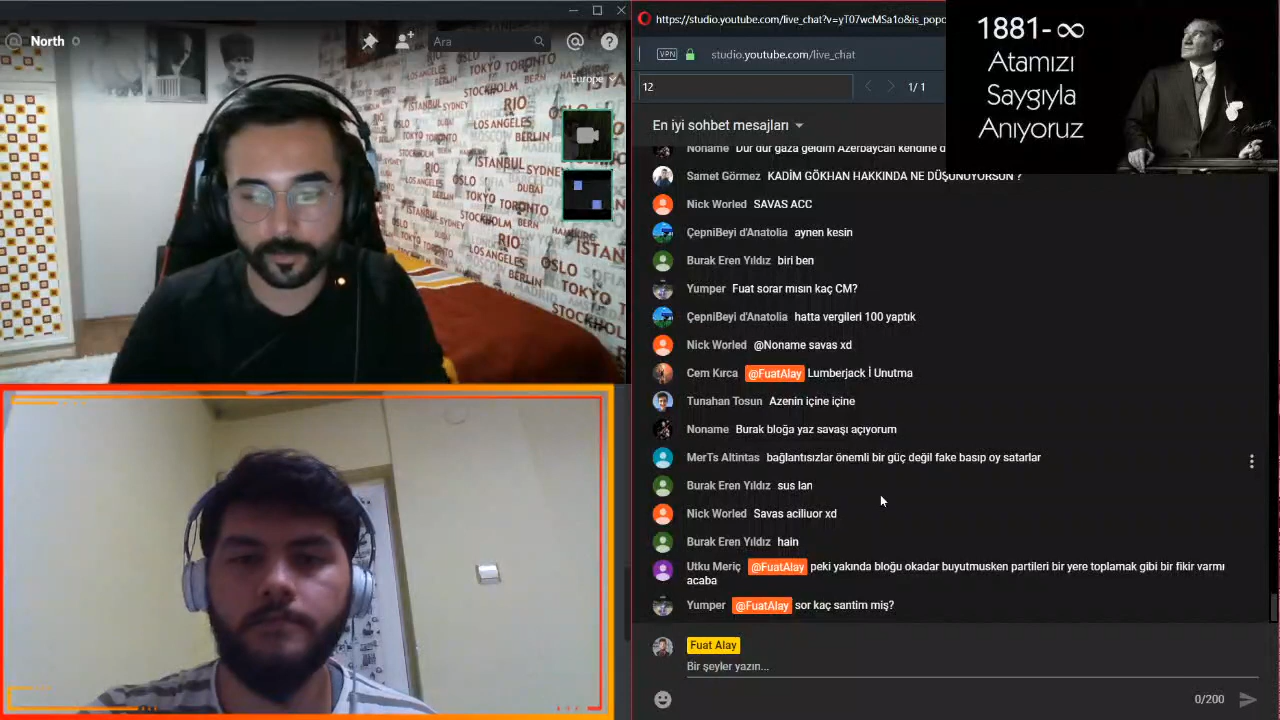 North
Ara
Europe
ISTANBUL SYDNEY
STOCKHOLM
RIO
LOS ANGELES
BERLIN
TOKYO TORONTO
OSLO
DUBAI
https://studio.youtube.com/live_chat?v=yT07wcMSa1o&is_popo
VPN
studio.youtube.com/live_chat
12
1/1
1881-∞
Atamızı
Saygıyla
Anıyoruz
En iyi sohbet mesajları
Noname Dur dur gaza geldim Azerbaycan kendine d
Samet Görmez KADİM GÖKHAN HAKKINDA NE DÜŞÜNÜYORSUN ?
Nick Worled SAVAS ACC
ÇepniBeyi d'Anatolia aynen kesin
Burak Eren Yıldız biri ben
Yumper Fuat sorar mısın kaç CM?
ÇepniBeyi d'Anatolia hatta vergileri 100 yaptık
Nick Worled @Noname savas xd
Cem Kırca @FuatAlay Lumberjack İ Unutma
Tunahan Tosun Azenin içine içine
Noname Burak bloğa yaz savaşı açıyorum
MerTs Altintas bağlantısızlar önemli bir güç değil fake basıp oy satarlar
Burak Eren Yıldız sus lan
Nick Worled Savas aciliuor xd
Burak Eren Yıldız hain
Utku Meriç @FuatAlay peki yakında bloğu okadar buyutmusken partileri bir yere toplamak gibi bir fikir varmı
acaba
Yumper @FuatAlay sor kaç santim miş?
Fuat Alay
Bir şeyler yazın...
0/200